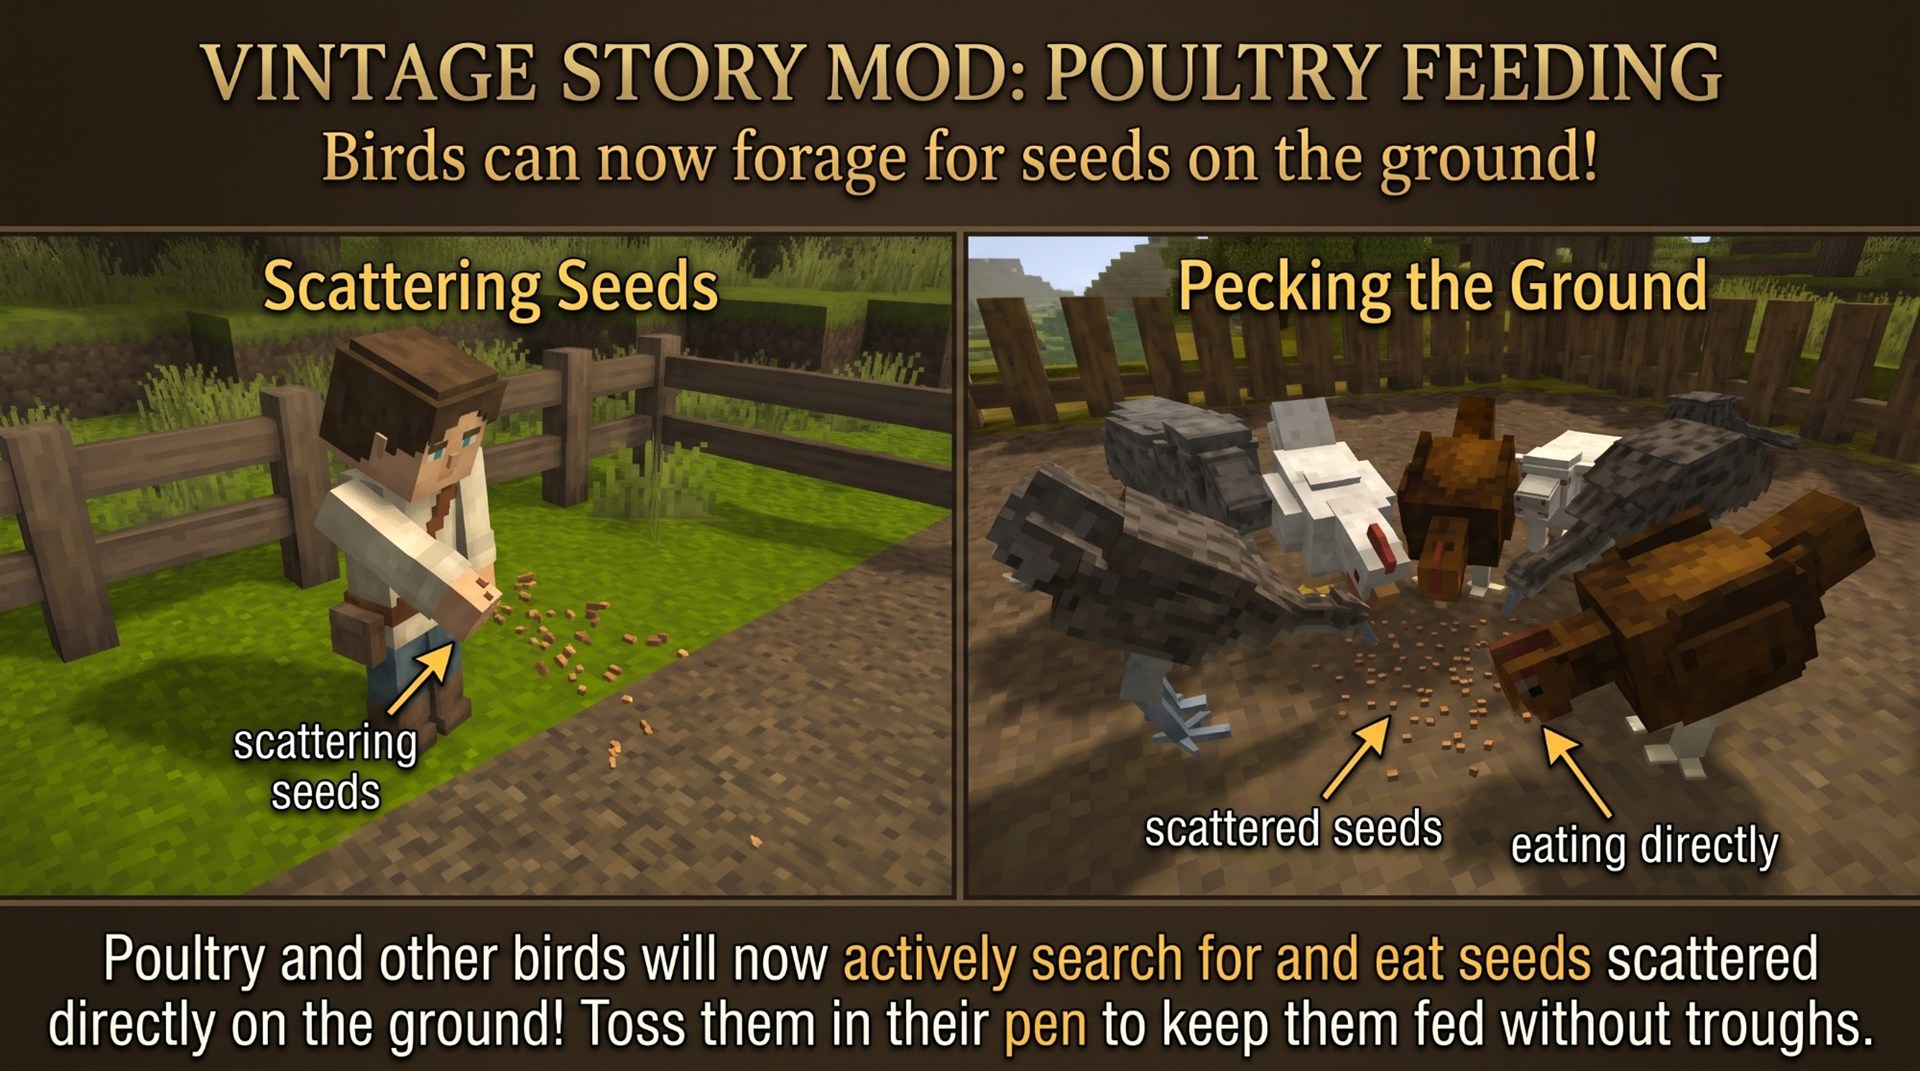 VINTAGE STORY MOD: POULTRY FEEDING
Birds can now forage for seeds on the ground!
Scattering Seeds
scattering
seeds
Pecking the Ground
scattered seeds
eating directly
Poultry and other birds will now actively search for and eat seeds scattered
directly on the ground! Toss them in their pen to keep them fed without troughs.